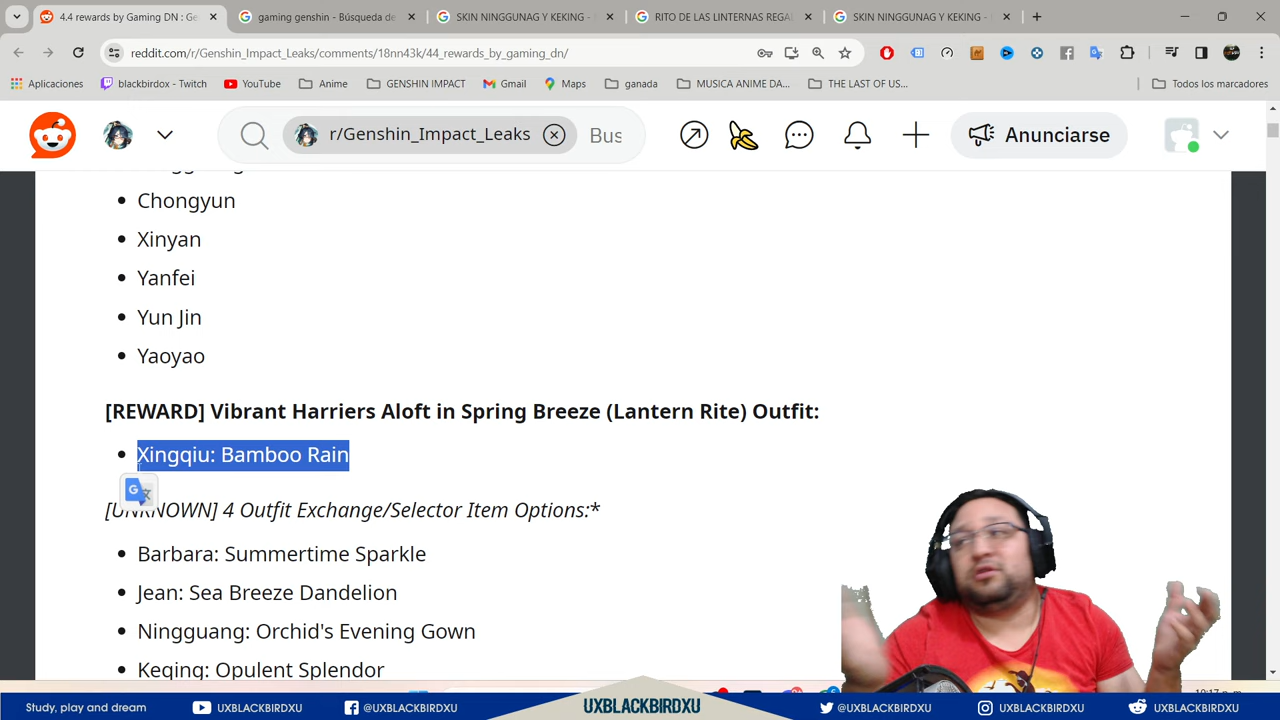 4.4 rewards by Gaming DN : Ge
gaming genshin - Búsqueda de
SKIN NINGGUNAG Y KEKING -
RITO DE LAS LINTERNAS REGAL
SKIN NINGGUNAG Y KEKING -
reddit.com/r/Genshin_Impact_Leaks/comments/18nn43k/44_rewards_by_gaming_dn/
Aplicaciones
blackbirdox - Twitch
YouTube
Anime
GENSHIN IMPACT
Gmail
Maps
ganada
MUSICA ANIME DA...
THE LAST OF US...
Todos los marcadores
r/Genshin_Impact_Leaks
Bus
Anunciarse
Chongyun
Xinyan
Yanfei
Yun Jin
Yaoyao
[REWARD] Vibrant Harriers Aloft in Spring Breeze (Lantern Rite) Outfit:
Xingqiu: Bamboo Rain
[UNKNOWN] 4 Outfit Exchange/Selector Item Options:*
Barbara: Summertime Sparkle
Jean: Sea Breeze Dandelion
Ningguang: Orchid's Evening Gown
Keqing: Opulent Splendor
Study, play and dream
UXBLACKBIRDXU
@UXBLACKBIRDXU
UXBLACKBIRDXU
@UXBLACKBIRDXU
UXBLACKBIRDXU
UXBLACKBIRDXU